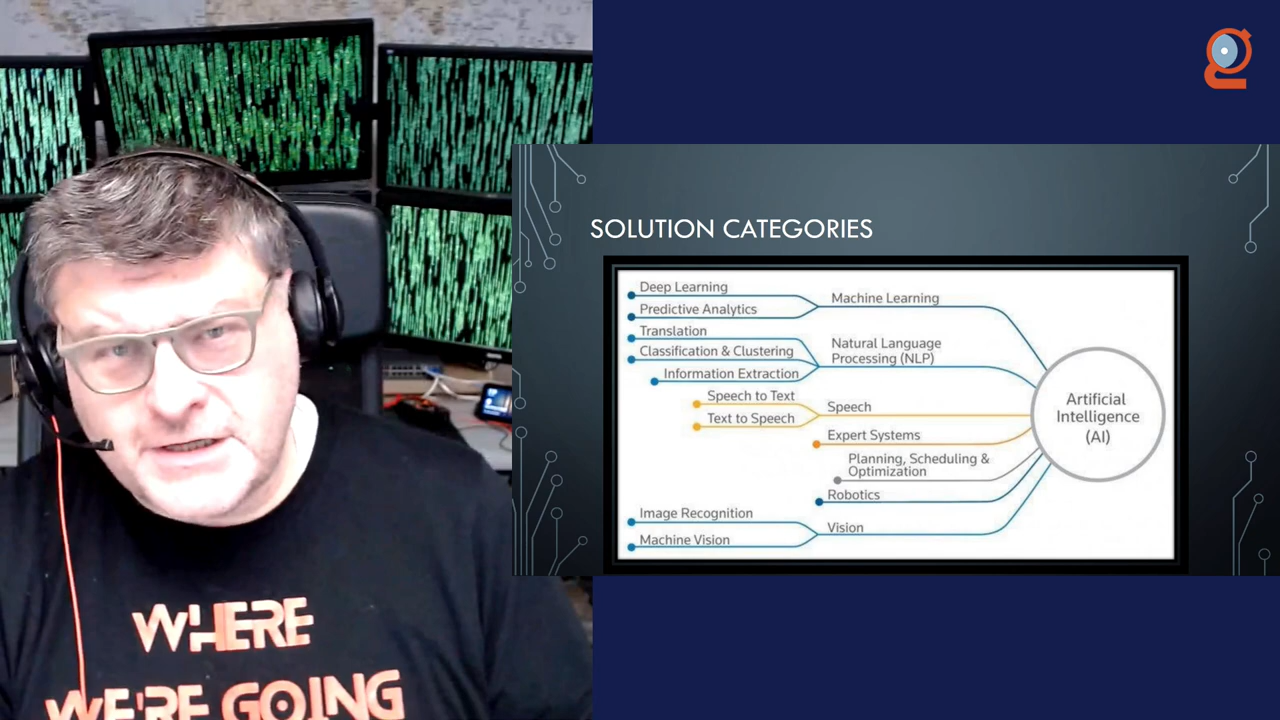 WHERE
WE'RE GOING
SOLUTION CATEGORIES
Deep Learning
Predictive Analytics
Machine Learning
Translation
Classification & Clustering
Information Extraction
Natural Language
Processing (NLP)
Speech to Text
Text to Speech
Speech
Expert Systems
Planning, Scheduling &
Optimization
Robotics
Image Recognition
Machine Vision
Vision
Artificial
Intelligence
(AI)